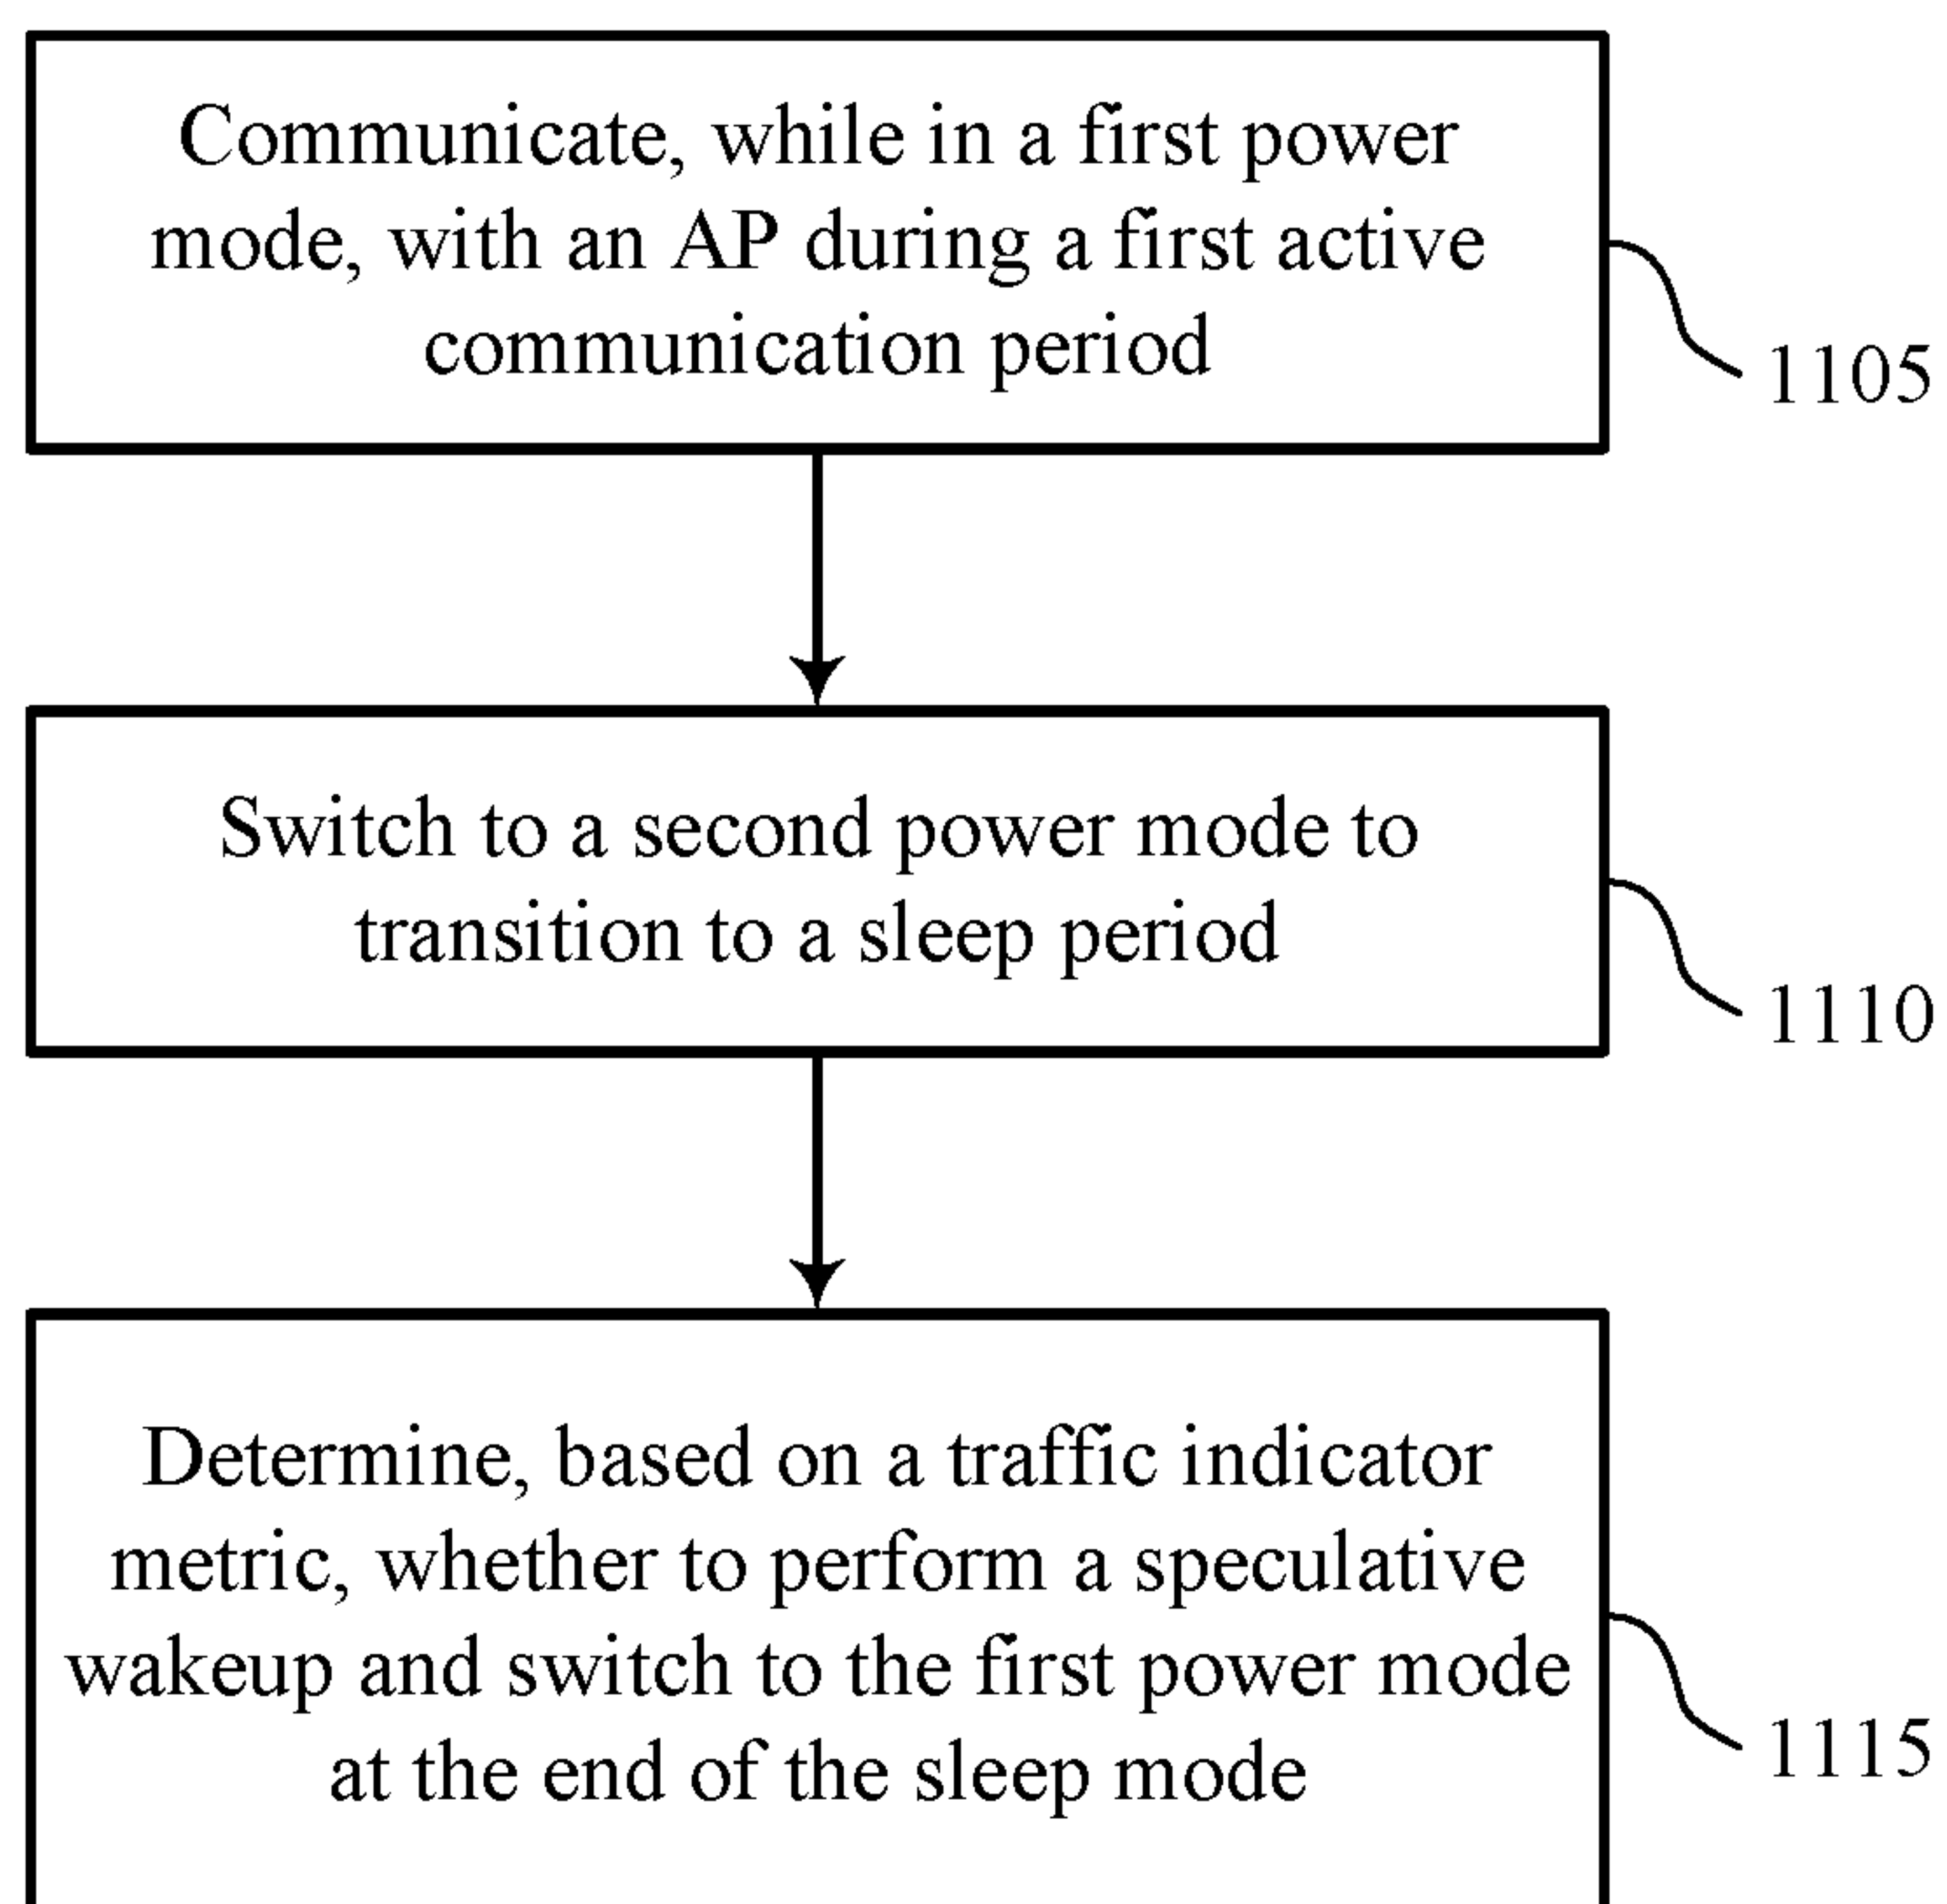 Communicate, while in a first power
mode, with an AP during a first active
communication period
1105
Switch to a second power mode to
transition to a sleep period
1110
Determine, based on a traffic indicator
metric, whether to perform a speculative
wakeup and switch to the first power mode
at the end of the sleep mode
1115